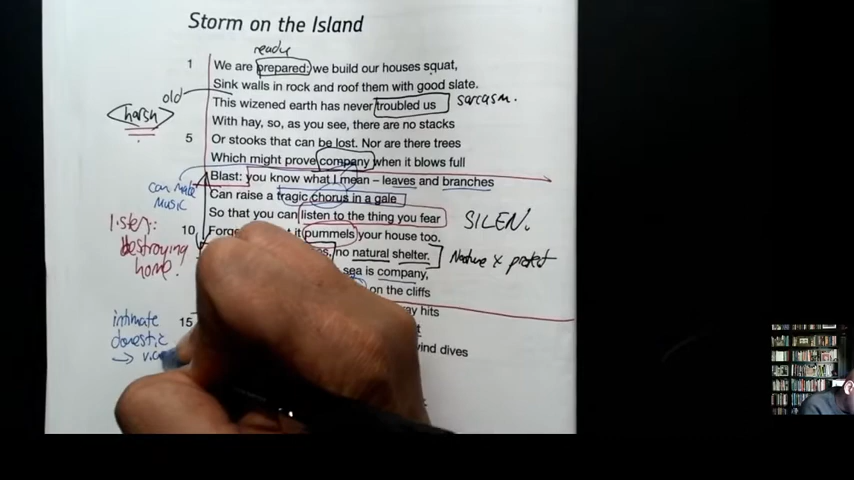 Storm on the Island
ready
1 We are prepared: we build our houses squat,
Sink walls in rock and roof them with good slate.
old
This wizened earth has never troubled us
sarcasm.
harsh
With hay, so, as you see, there are no stacks
5 Or stooks that can be lost. Nor are there trees
Which might prove company when it blows full
Blast: you know what I mean – leaves and branches
can make
music
Can raise a tragic chorus in a gale
So that you can listen to the thing you fear
SILEN.
listen:
destroying
home.
10 Forge it pummels your house too.
no natural shelter.
Nature x protect
sea is company,
on the cliffs
hits
intimate
domestic
→
15
wind dives